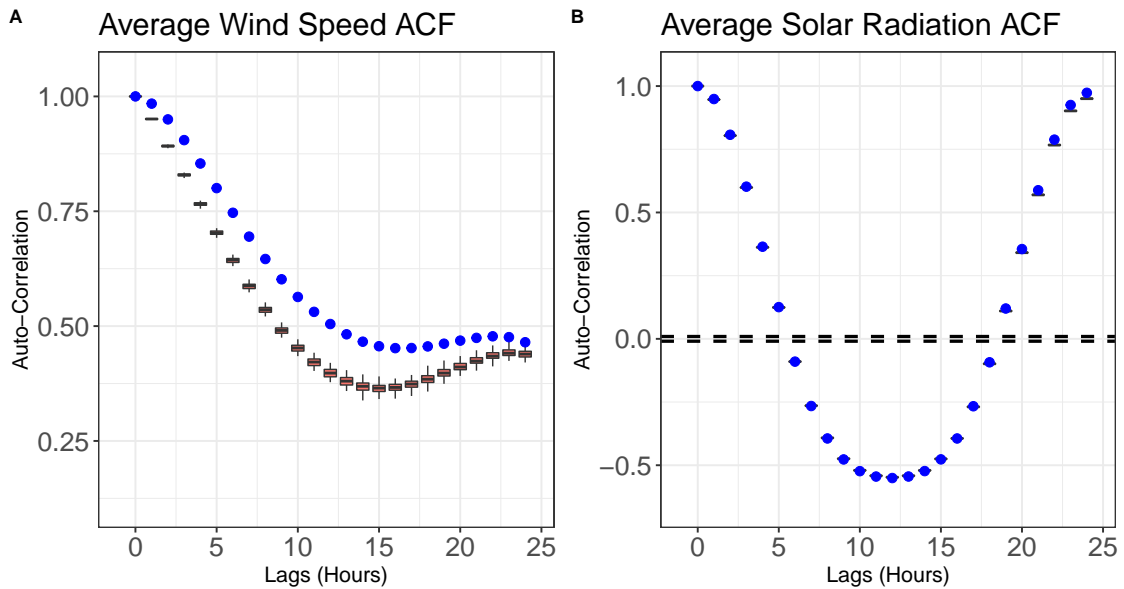 A
Average Wind Speed ACF
1.00
0.75
0.50
0.25
Auto−Correlation
0
5
10
15
20
25
Lags (Hours)
B
Average Solar Radiation ACF
1.0
0.5
0.0
−0.5
Auto−Correlation
0
5
10
15
20
25
Lags (Hours)